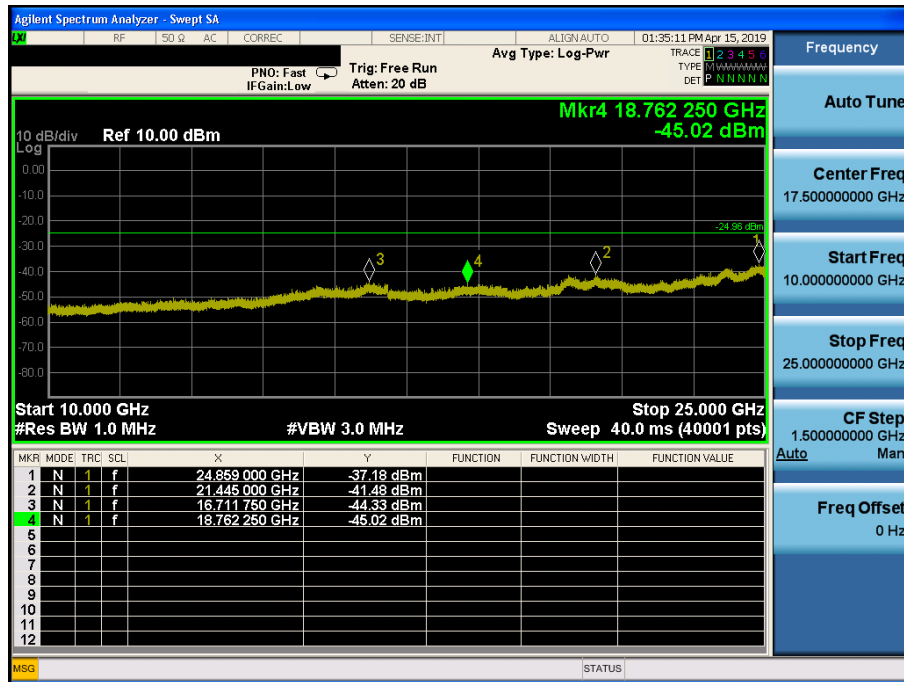 Agilent Spectrum Analyzer - Swept SA
LXI RF 50 Ω AC CORREC SENSE:INT ALIGN AUTO 01:35:11 PM Apr 15, 2019
Avg Type: Log-Pwr TRACE 1 2 3 4 5 6
PNO: Fast Trig: Free Run TYPE MWWWWW
IFGain:Low Atten: 20 dB DET P N N N N N
Mkr4 18.762 250 GHz
-45.02 dBm
10 dB/div Ref 10.00 dBm
Log
0.00
-10.0
-20.0
-24.96 dBm
-30.0
1
2
3
4
-40.0
-50.0
-60.0
-70.0
-80.0
Start 10.000 GHz Stop 25.000 GHz
#Res BW 1.0 MHz #VBW 3.0 MHz Sweep 40.0 ms (40001 pts)
MKR MODE TRC SCL X Y FUNCTION FUNCTION WIDTH FUNCTION VALUE
1 N 1 f 24.859 000 GHz -37.18 dBm
2 N 1 f 21.445 000 GHz -41.48 dBm
3 N 1 f 16.711 750 GHz -44.33 dBm
4 N 1 f 18.762 250 GHz -45.02 dBm
5
6
7
8
9
10
11
12
MSG STATUS
Frequency
Auto Tune
Center Freq
17.500000000 GHz
Start Freq
10.000000000 GHz
Stop Freq
25.000000000 GHz
CF Step
1.500000000 GHz
Auto Man
Freq Offset
0 Hz